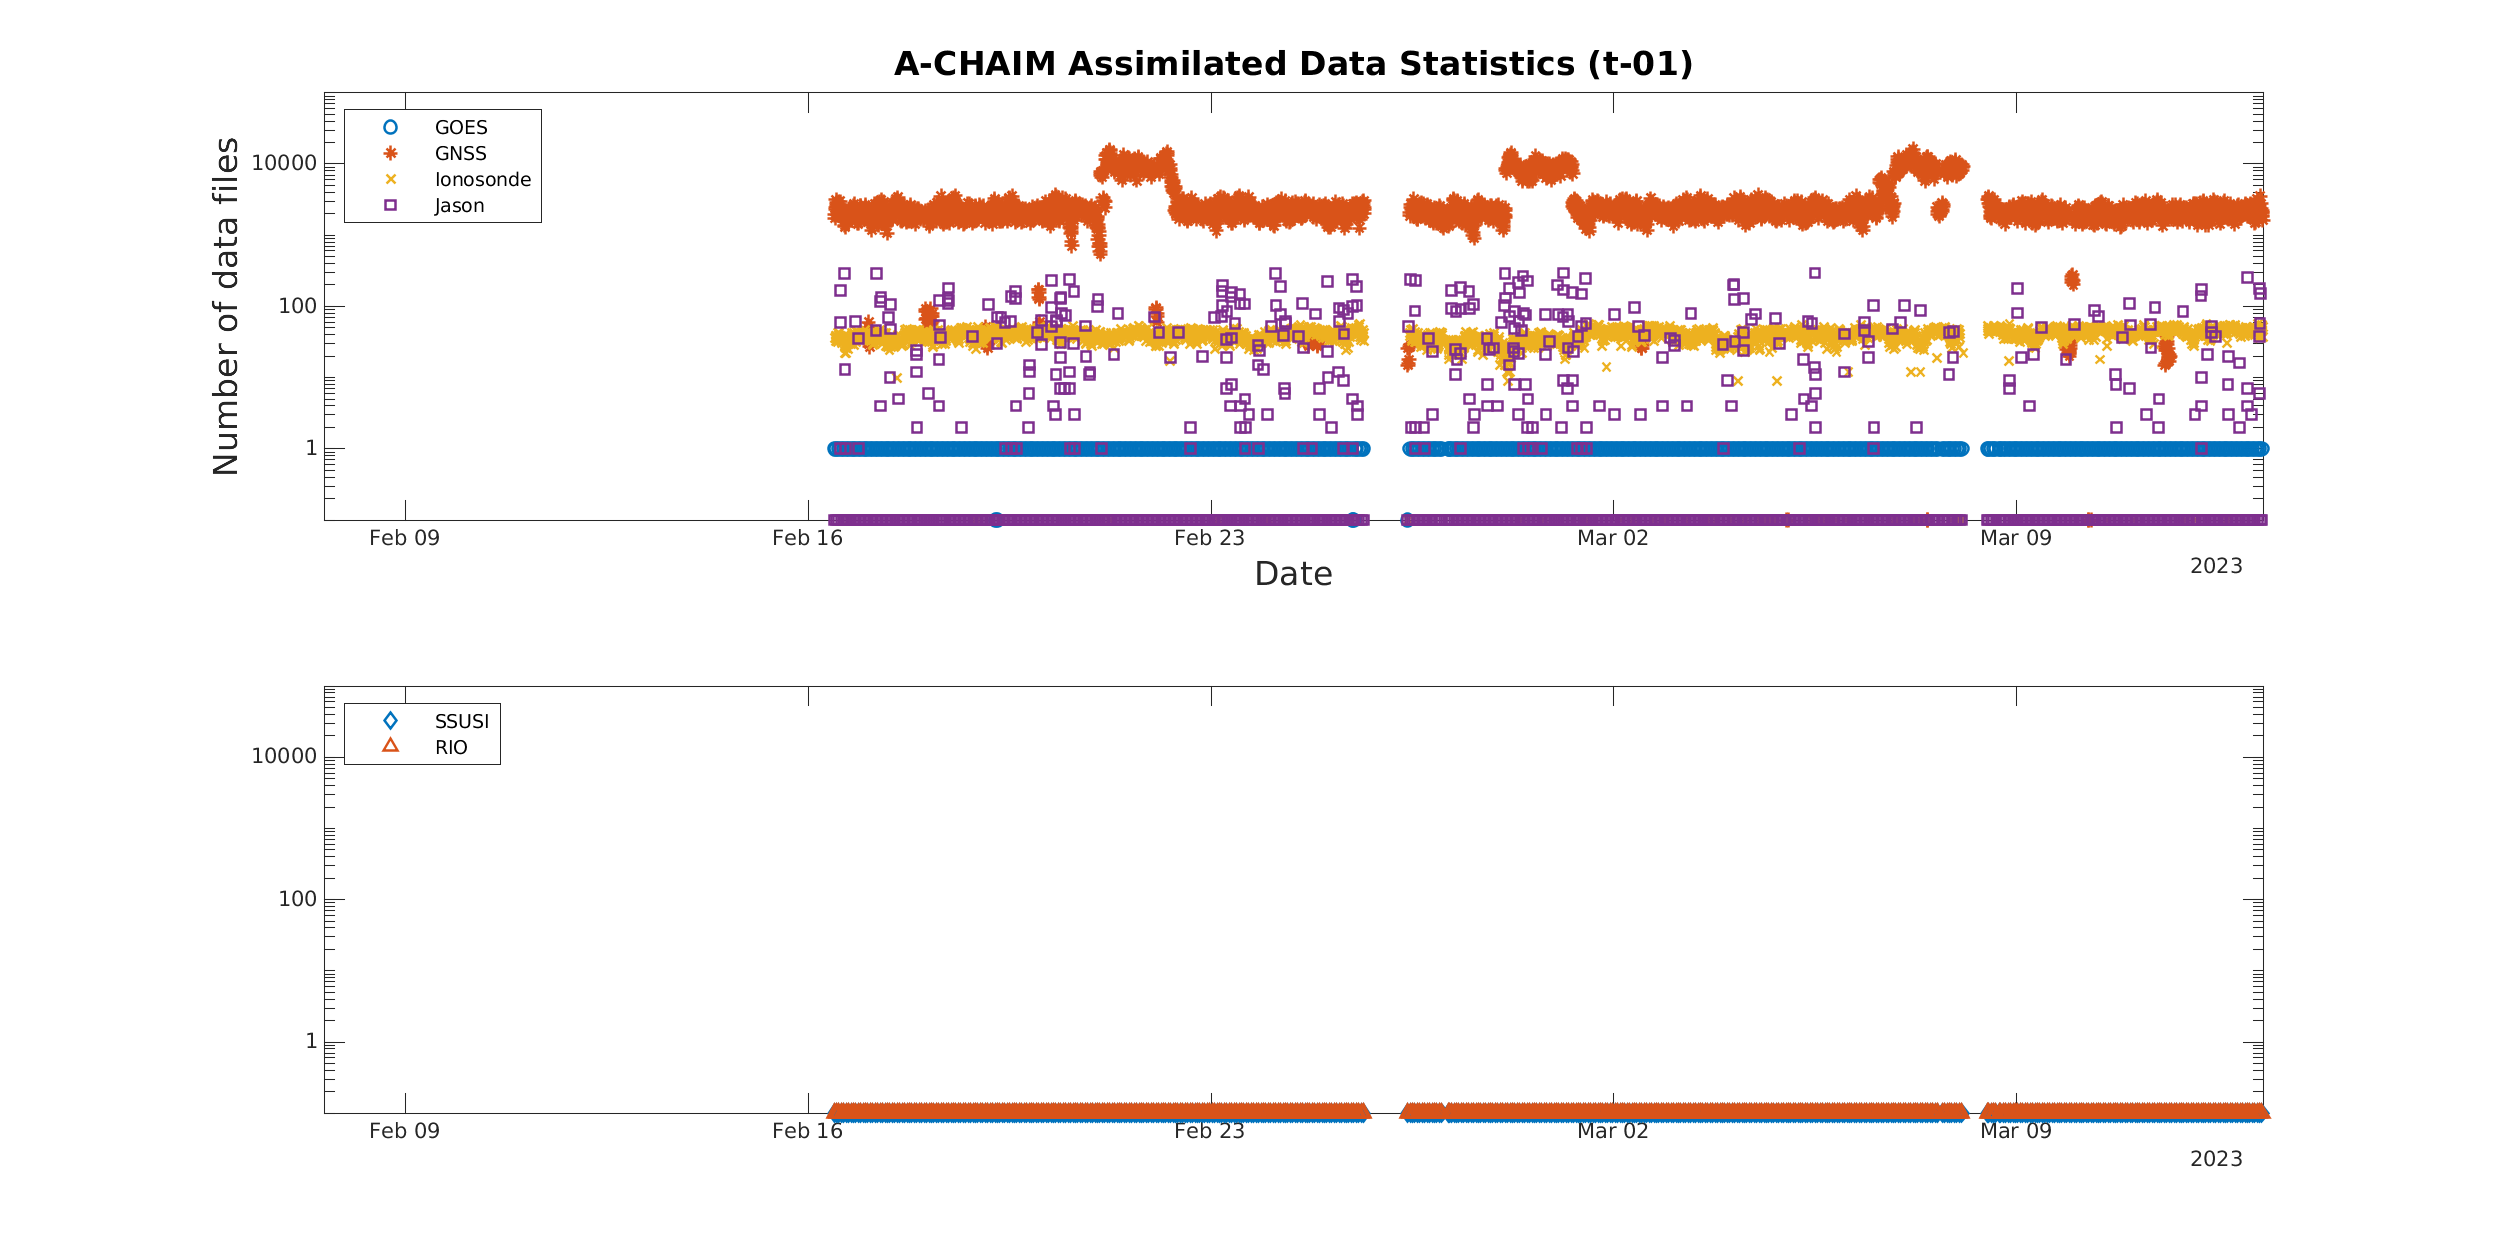 A-CHAIM Assimilated Data Statistics (t-01)
GOES
GNSS
Ionosonde
Jason
Number of data files
10000
100
1
Feb 09 Feb 16 Feb 23 Mar 02 Mar 09
2023
Date
SSUSI
RIO
10000
100
1
Feb 09 Feb 16 Feb 23 Mar 02 Mar 09
2023